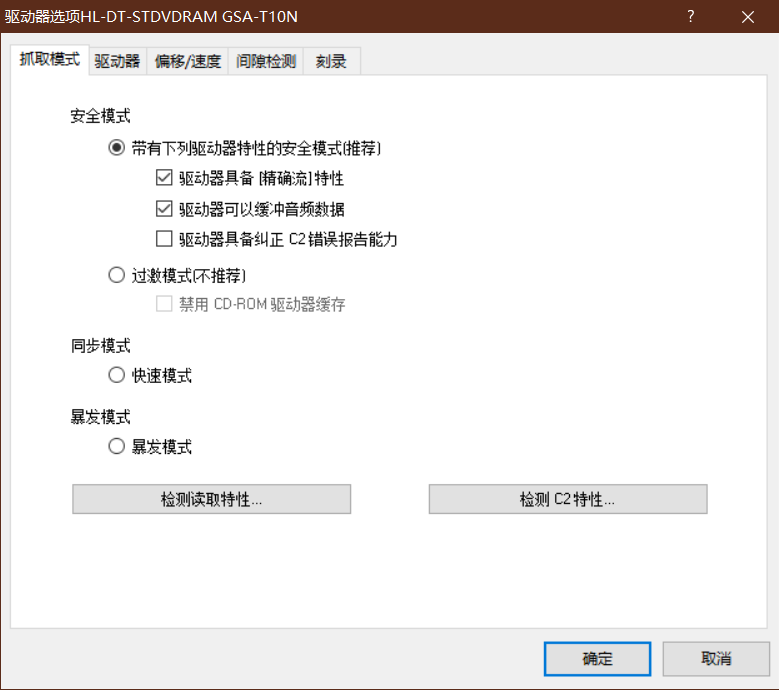 驱动器选项HL-DT-STDVDRAM GSA-T10N
?
抓取模式 驱动器 偏移/速度 间隙检测 刻录
安全模式
带有下列驱动器特性的安全模式(推荐)
驱动器具备 [精确流]特性
驱动器可以缓冲音频数据
驱动器具备纠正 C2错误报告能力
过激模式(不推荐)
禁用 CD-ROM 驱动器缓存
同步模式
快速模式
暴发模式
暴发模式
检测读取特性... 检测 C2特性...
确定 取消